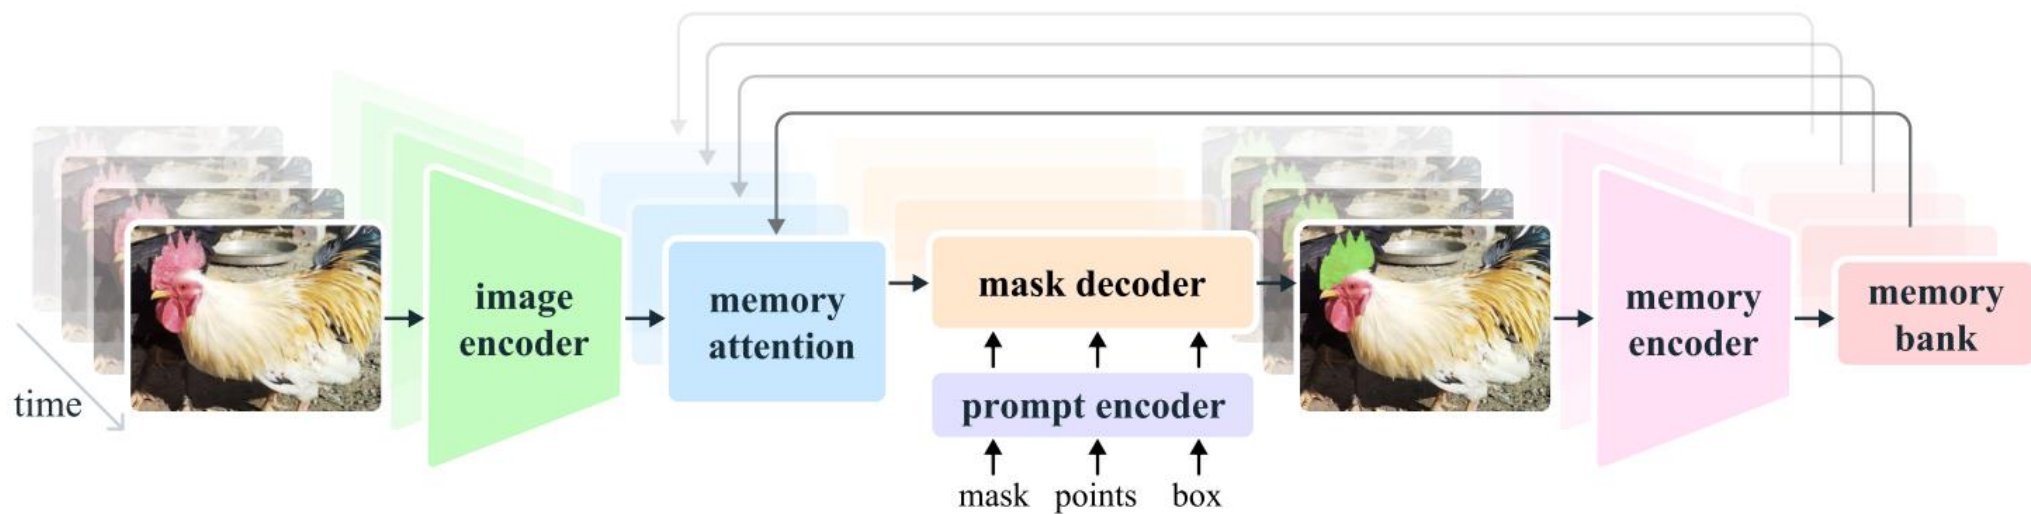 time
image
encoder
memory
attention
mask decoder
prompt encoder
mask points box
memory
encoder
memory
bank